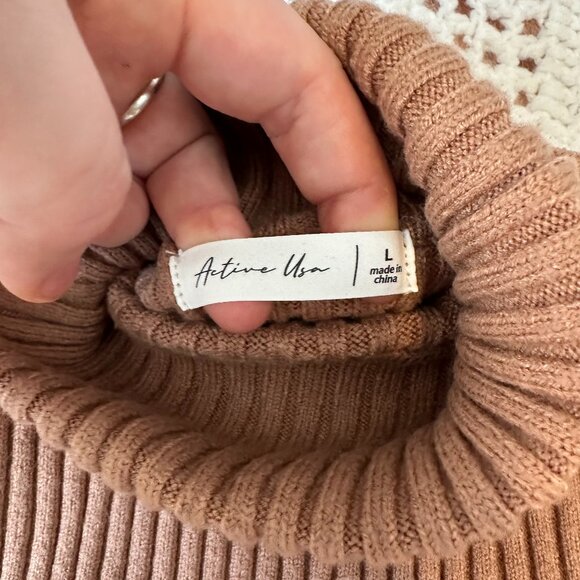 Active Usa
L
made in
china